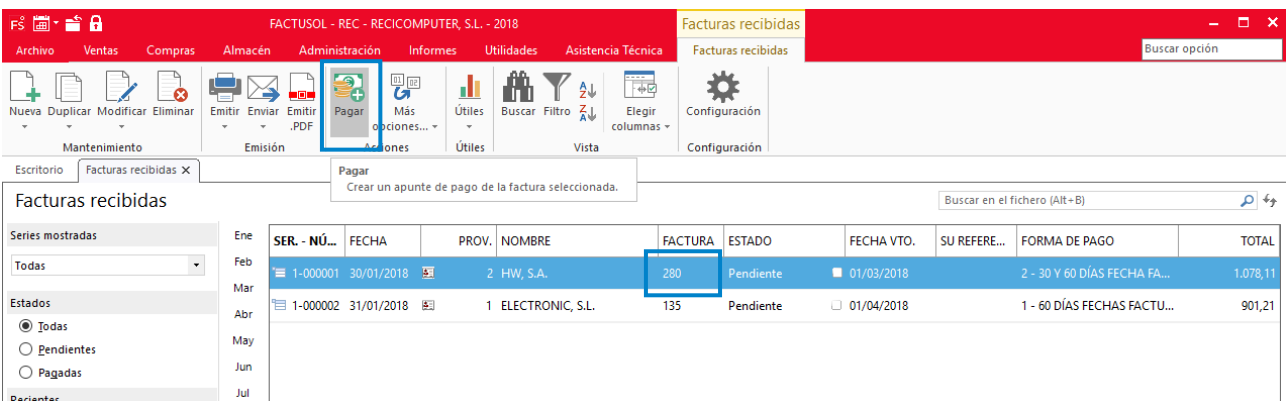 FS FACTUSOL - REC - RECICOMPUTER, S.L. - 2018 Facturas recibidas
Archivo Ventas Compras Almacén Administración Informes Utilidades Asistencia Técnica Facturas recibidas Buscar opción
Nueva Duplicar Modificar Eliminar Emitir Enviar Emitir .PDF Pagar Más opciones... Útiles Buscar Filtro Elegir columnas Configuración
Mantenimiento Emisión Acciones Útiles Vista Configuración
Escritorio Facturas recibidas X
Pagar
Crear un apunte de pago de la factura seleccionada.
Facturas recibidas Buscar en el fichero (Alt+B)
Series mostradas
Todas
Estados
Todas
Pendientes
Pagadas
Ene
Feb
Mar
Abr
May
Jun
Jul
SER. - NÚ... FECHA PROV. NOMBRE FACTURA ESTADO FECHA VTO. SU REFERE... FORMA DE PAGO TOTAL
1-000001 30/01/2018 2 HW, S.A. 280 Pendiente 01/03/2018 2 - 30 Y 60 DÍAS FECHA FA... 1.078,11
1-000002 31/01/2018 1 ELECTRONIC, S.L. 135 Pendiente 01/04/2018 1 - 60 DÍAS FECHAS FACTU... 901,21